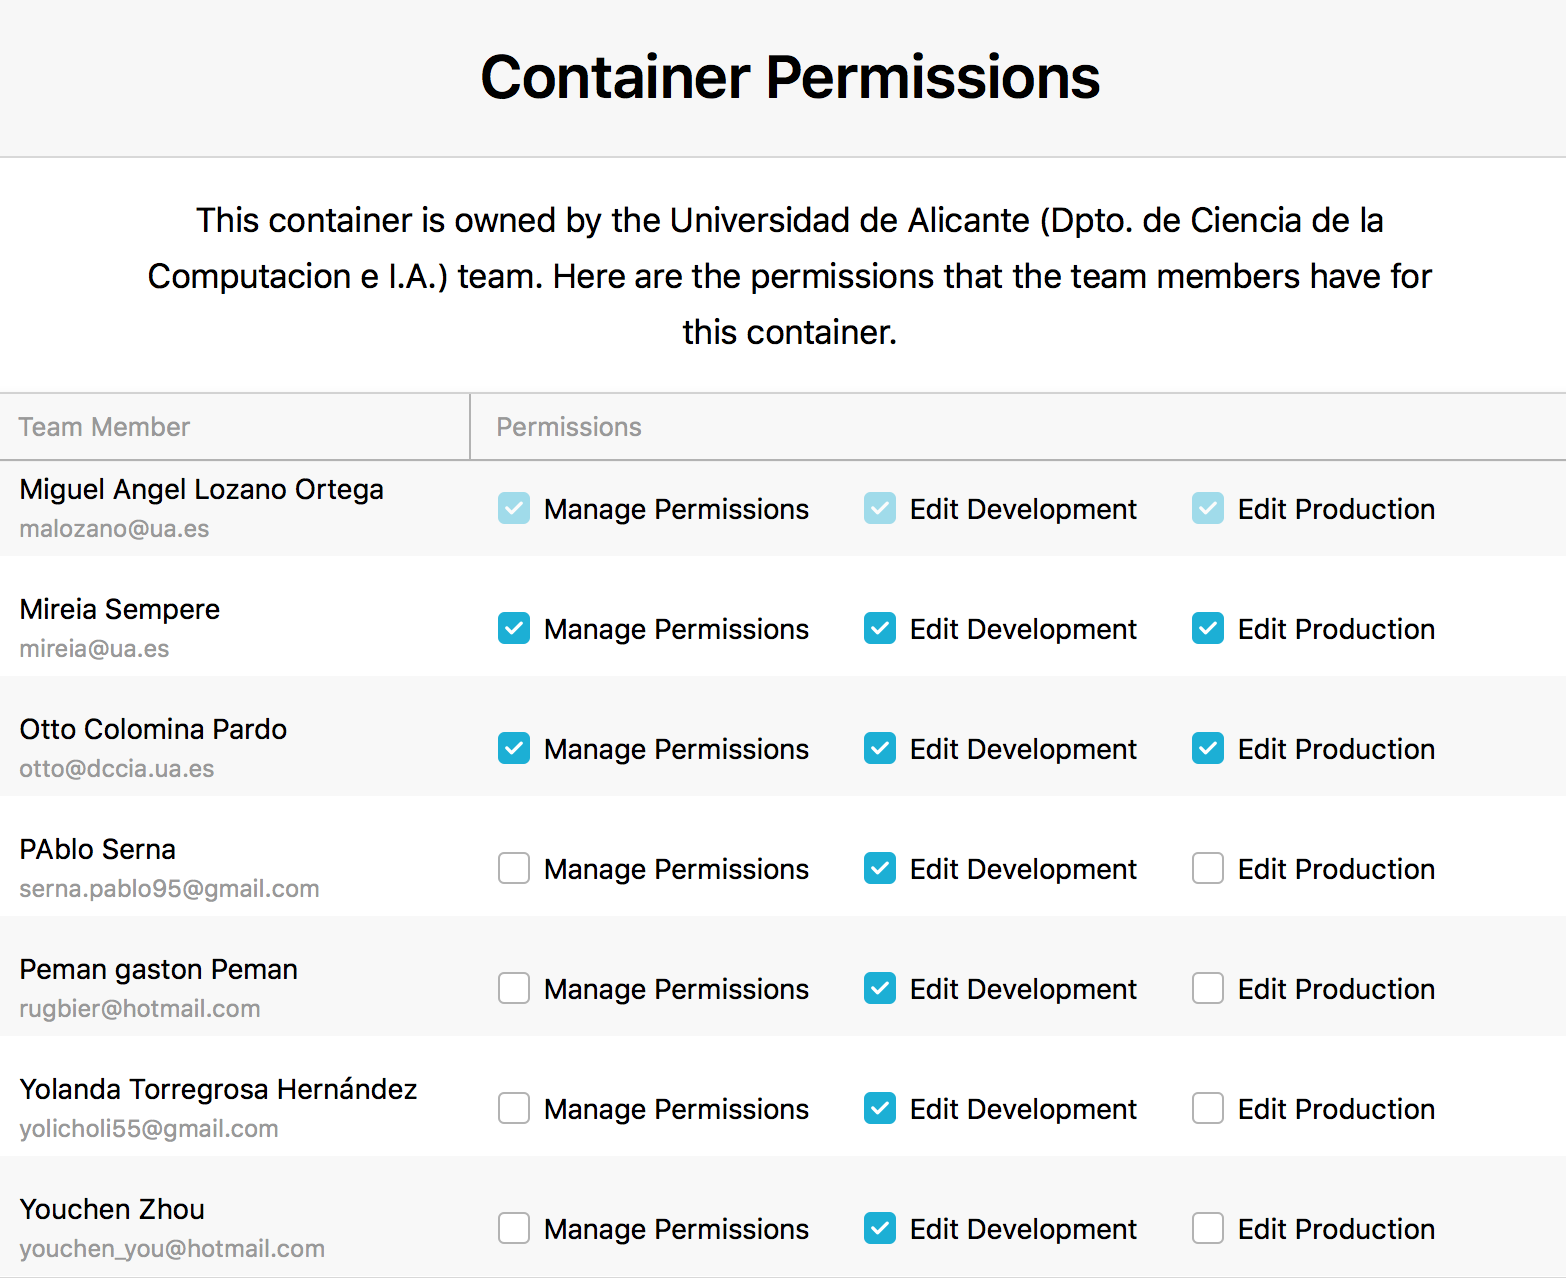 Container Permissions
This container is owned by the Universidad de Alicante (Dpto. de Ciencia de la
Computacion e I.A.) team. Here are the permissions that the team members have for
this container.
Team Member Permissions
Miguel Angel Lozano Ortega
malozano@ua.es
Manage Permissions Edit Development Edit Production
Mireia Sempere
mireia@ua.es
Manage Permissions Edit Development Edit Production
Otto Colomina Pardo
otto@dccia.ua.es
Manage Permissions Edit Development Edit Production
PAblo Serna
serna.pablo95@gmail.com
Manage Permissions Edit Development Edit Production
Peman gaston Peman
rugbier@hotmail.com
Manage Permissions Edit Development Edit Production
Yolanda Torregrosa Hernández
yolicholi55@gmail.com
Manage Permissions Edit Development Edit Production
Youchen Zhou
youchen_you@hotmail.com
Manage Permissions Edit Development Edit Production